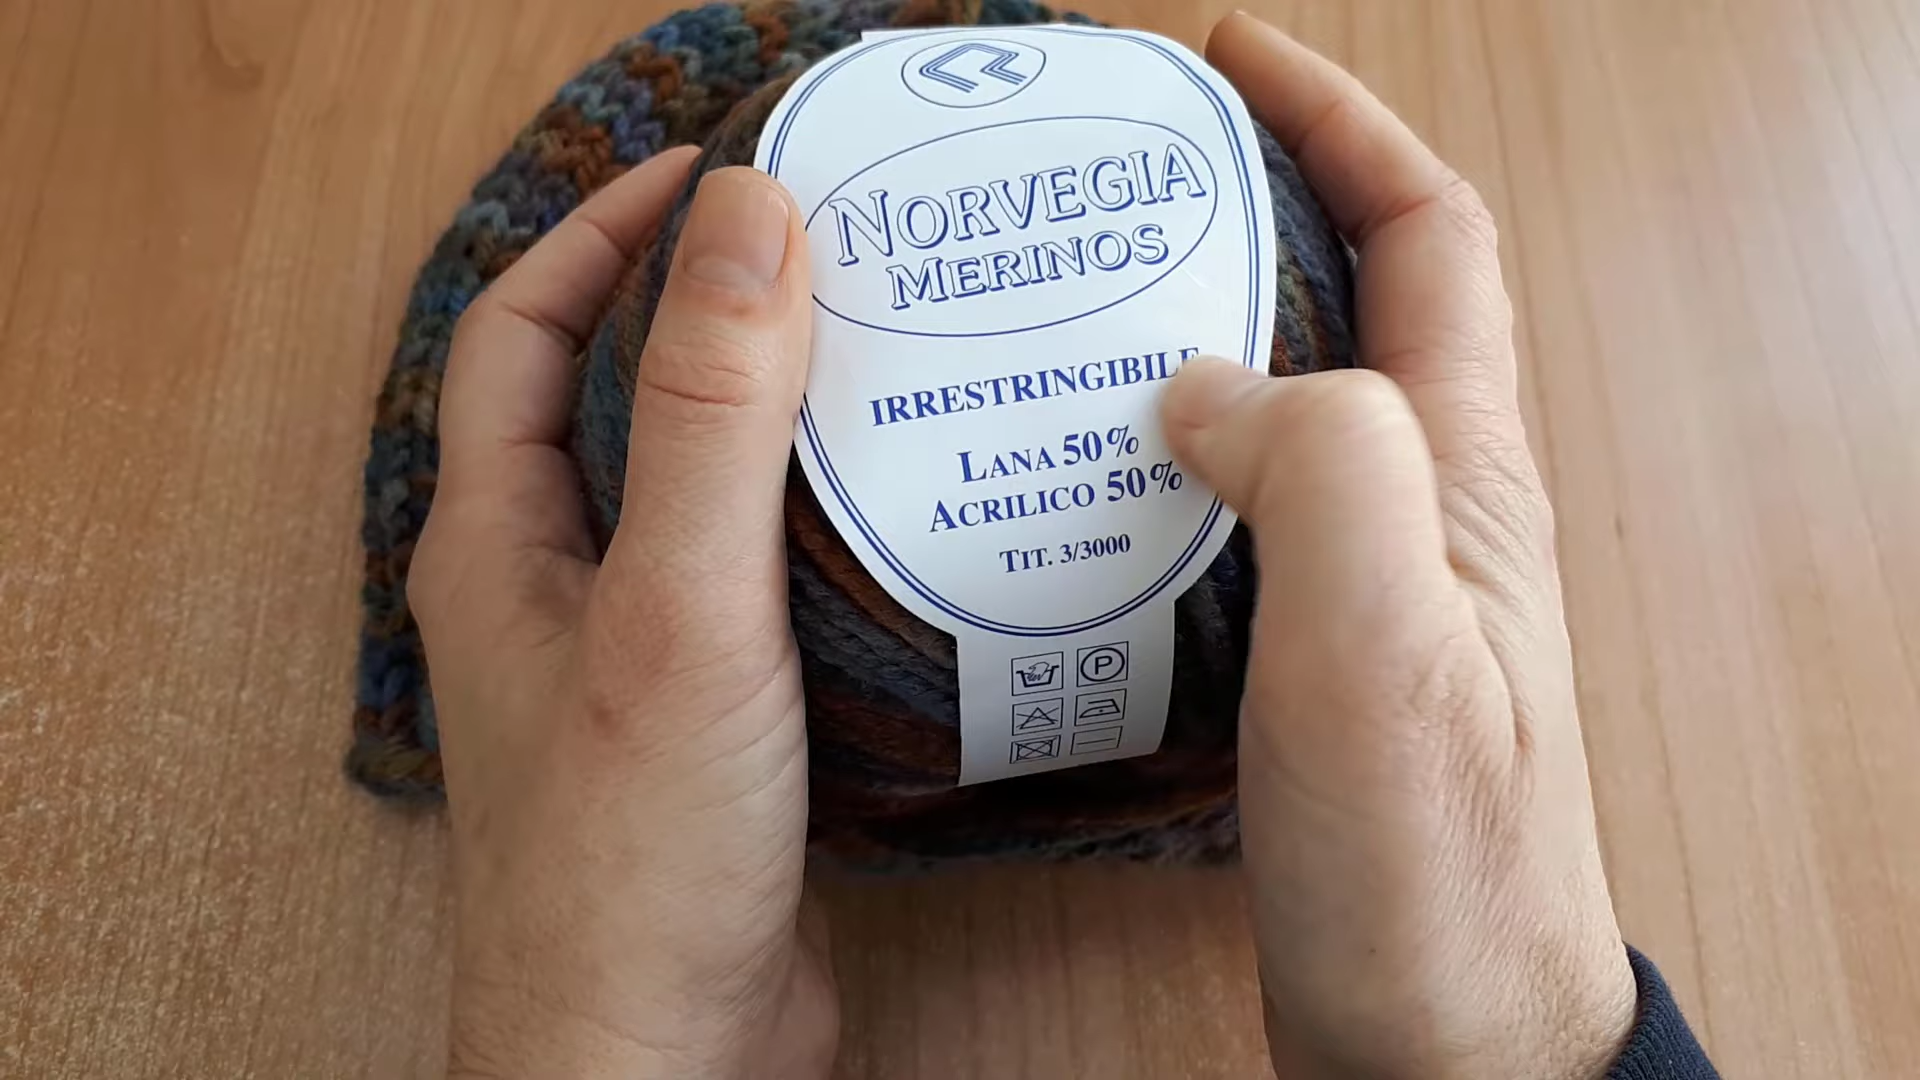 NORVEGIA
MERINOS
IRRESTRINGIBILE
LANA 50%
ACRILICO 50%
TIT. 3/3000
P